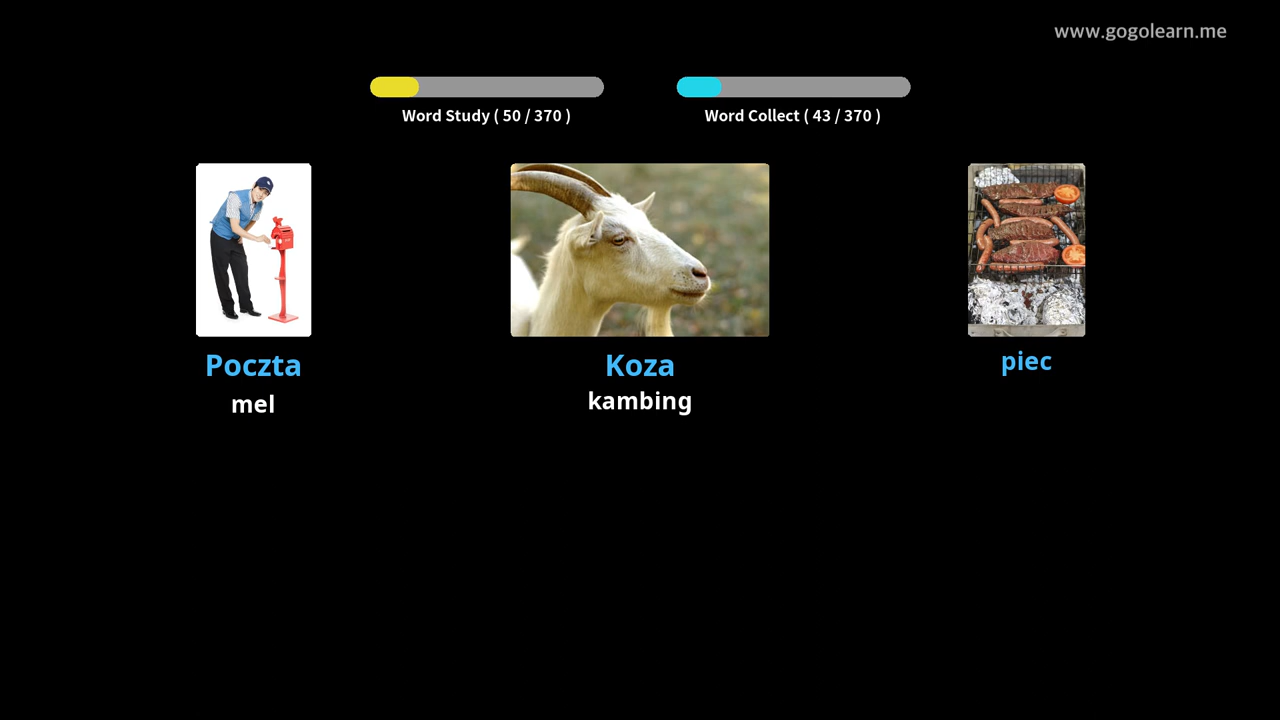 www.gogolearn.me
Word Study ( 50 / 370 )
Word Collect ( 43 / 370 )
Poczta
mel
Koza
kambing
piec